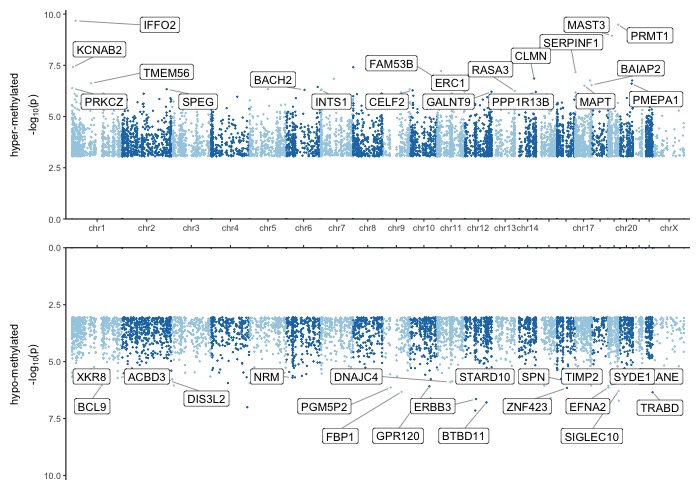 10.0
IFFO2
MAST3
PRMT1
KCNAB2
SERPINF1
7.5
TMEM56
FAM53B
CLMN
BACH2
ERC1
RASA3
BAIAP2
PRKCZ
SPEG
INTS1
CELF2
GALNT9
PPP1R13B
MAPT
PMEPA1
5.0
hyper-methylated
-log10(p)
2.5
0.0
chr1 chr2 chr3 chr4 chr5 chr6 chr7 chr8 chr9 chr10 chr11 chr12 chr13 chr14 chr17 chr20 chrX
0.0
2.5
hypo-methylated
-log10(p)
5.0
XKR8
ACBD3
NRM
DNAJC4
STARD10
SPN
TIMP2
SYDE1
ANE
DIS3L2
BCL9
PGM5P2
ERBB3
ZNF423
EFNA2
TRABD
7.5
FBP1
GPR120
BTBD11
SIGLEC10
10.0